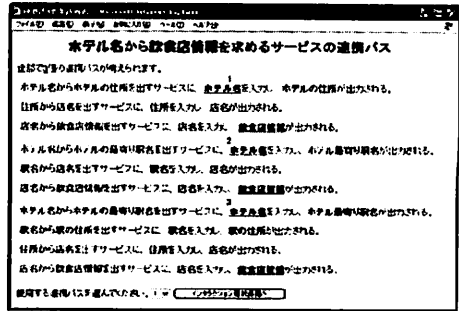 Microsoft Internet Explorer
ホテル名から飲食店情報を求めるサービスの連携パス
全部で3個の連携パスが考えられます。
1
ホテル名からホテルの住所を出すサービスに、ホテル名を入力し、ホテルの住所が出力される。
住所から店名を出すサービスに、住所を入力し、店名が出力される。
店名から飲食店情報を出すサービスに、店名を入力し、飲食店情報が出力される。
2
ホテル名からホテルの最寄り駅名を出すサービスに、ホテル名を入力し、ホテル最寄り駅名が出力される。
駅名から店名を出すサービスに、駅名を入力し、店名が出力される。
店名から飲食店情報を出すサービスに、店名を入力し、飲食店情報が出力される。
3
ホテル名からホテルの最寄り駅名を出すサービスに、ホテル名を入力し、ホテル最寄り駅名が出力される。
駅名から駅の住所を出すサービスに、駅名を入力し、駅の住所が出力される。
住所から店名を出すサービスに、住所を入力し、店名が出力される。
店名から飲食店情報を出すサービスに、店名を入力し、飲食店情報が出力される。
使用する連携パスを選んでください。1